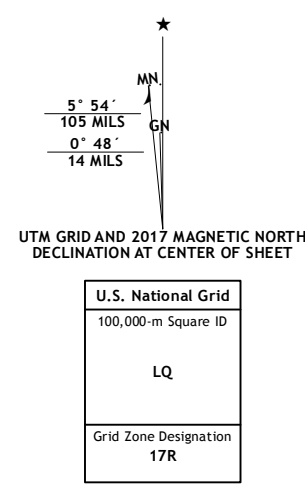 ★
MN
5° 54´
105 MILS
GN
0° 48´
14 MILS
UTM GRID AND 2017 MAGNETIC NORTH
DECLINATION AT CENTER OF SHEET
U.S. National Grid
100,000-m Square ID
LQ
Grid Zone Designation
17R